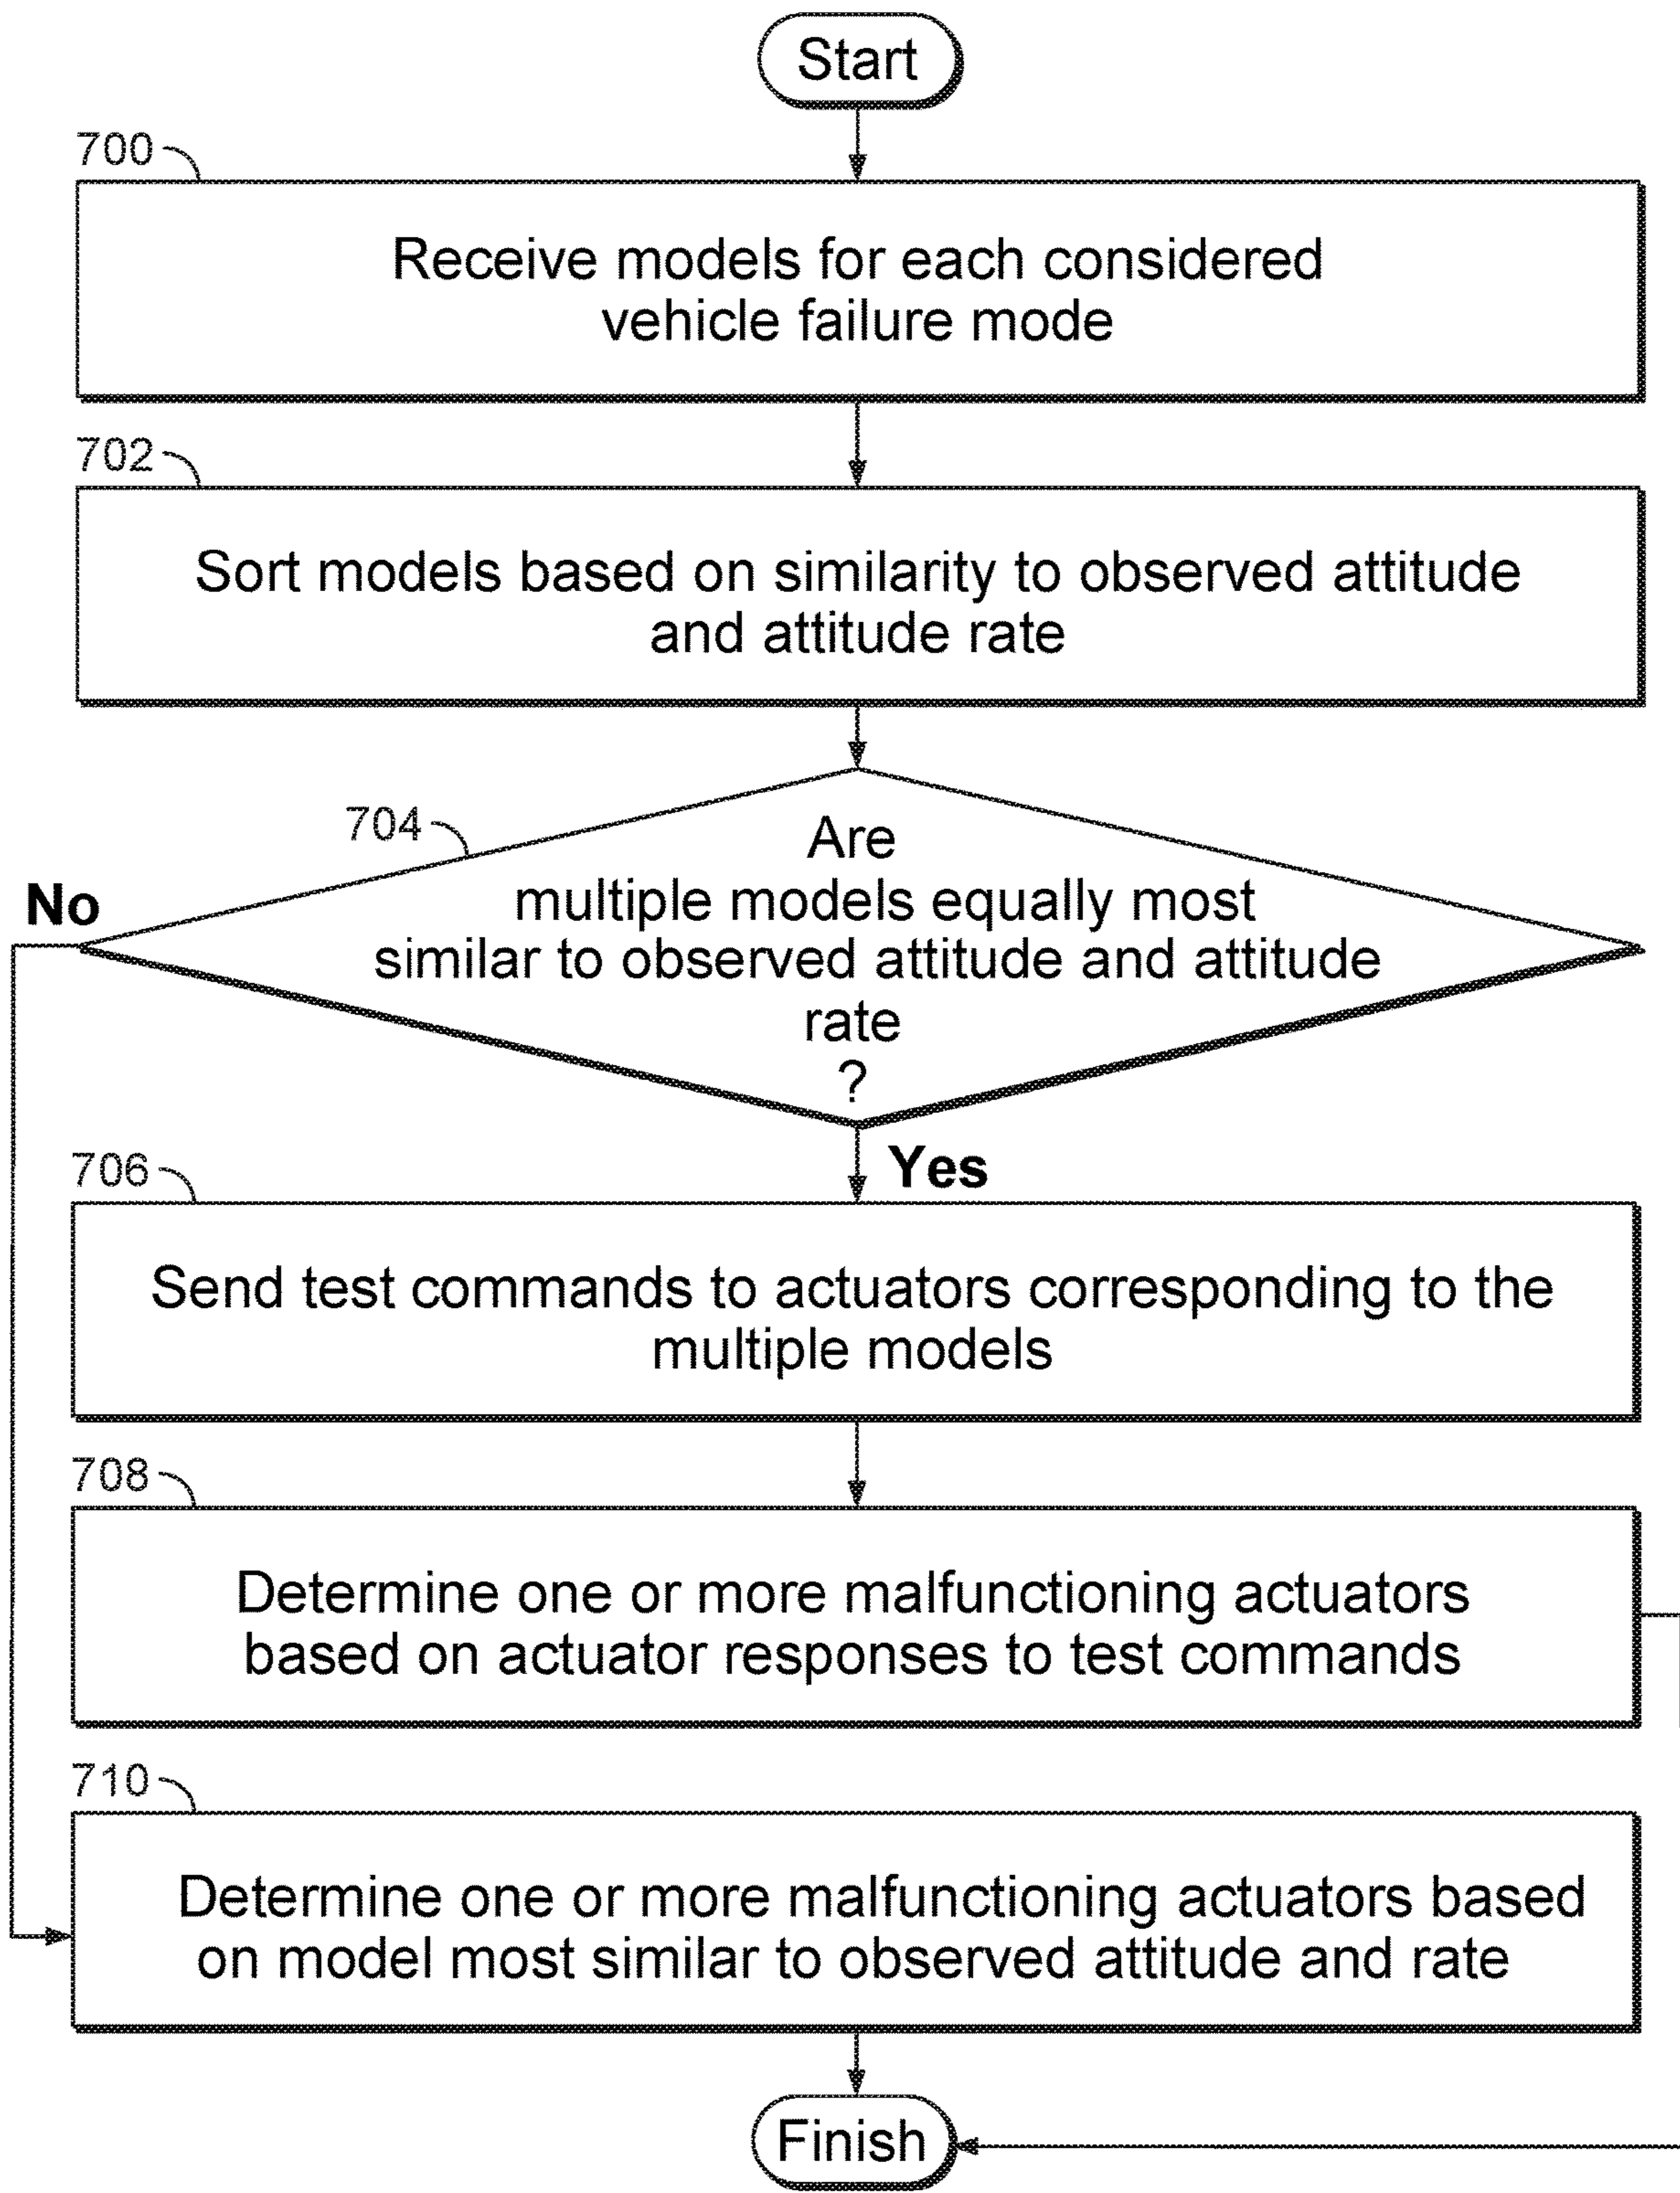 Start
700
Receive models for each considered
vehicle failure mode
702
Sort models based on similarity to observed attitude
and attitude rate
704
Are
multiple models equally most
similar to observed attitude and attitude
rate
?
No
Yes
706
Send test commands to actuators corresponding to the
multiple models
708
Determine one or more malfunctioning actuators
based on actuator responses to test commands
710
Determine one or more malfunctioning actuators based
on model most similar to observed attitude and rate
Finish